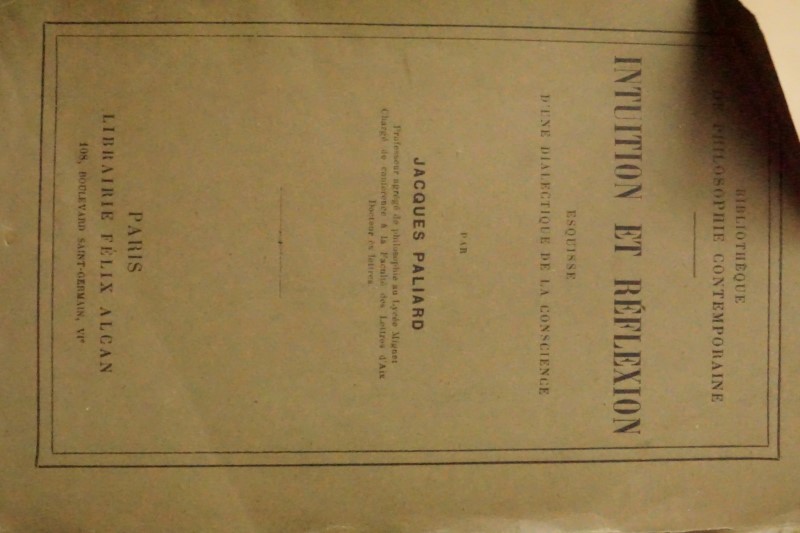 BIBLIOTHÈQUE
DE PHILOSOPHIE CONTEMPORAINE
INTUITION ET RÉFLEXION
ESQUISSE
D'UNE DIALECTIQUE DE LA CONSCIENCE
PAR
JACQUES PALIARD
Professeur agrégé de philosophie au Lycée Mignet
Chargé de conférence à la Faculté des Lettres d'Aix
Docteur ès lettres
PARIS
LIBRAIRIE FÉLIX ALCAN
108, BOULEVARD SAINT-GERMAIN, VIe